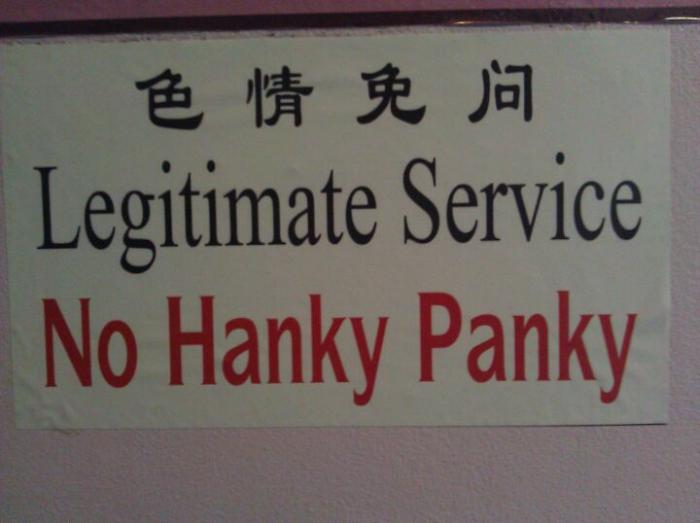 色情免问
Legitimate Service
No Hanky Panky